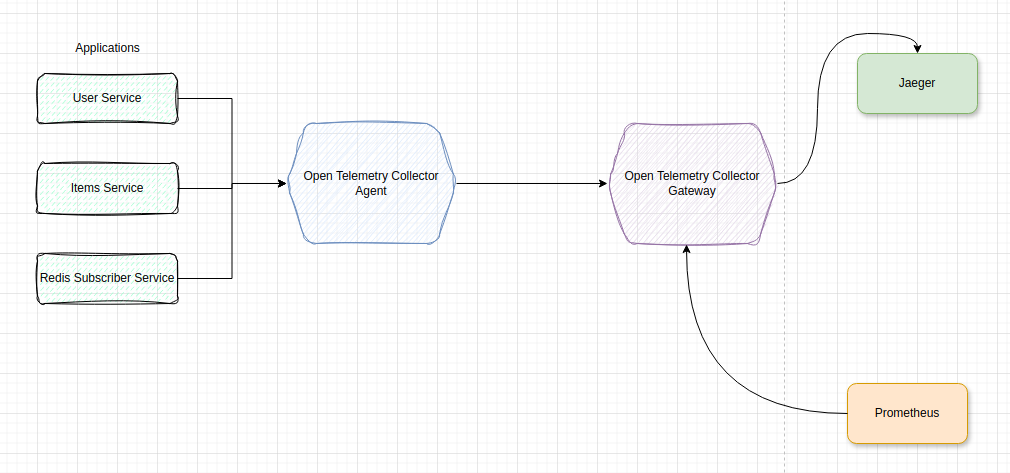 Applications
User Service
Items Service
Redis Subscriber Service
Open Telemetry Collector
Agent
Open Telemetry Collector
Gateway
Jaeger
Prometheus